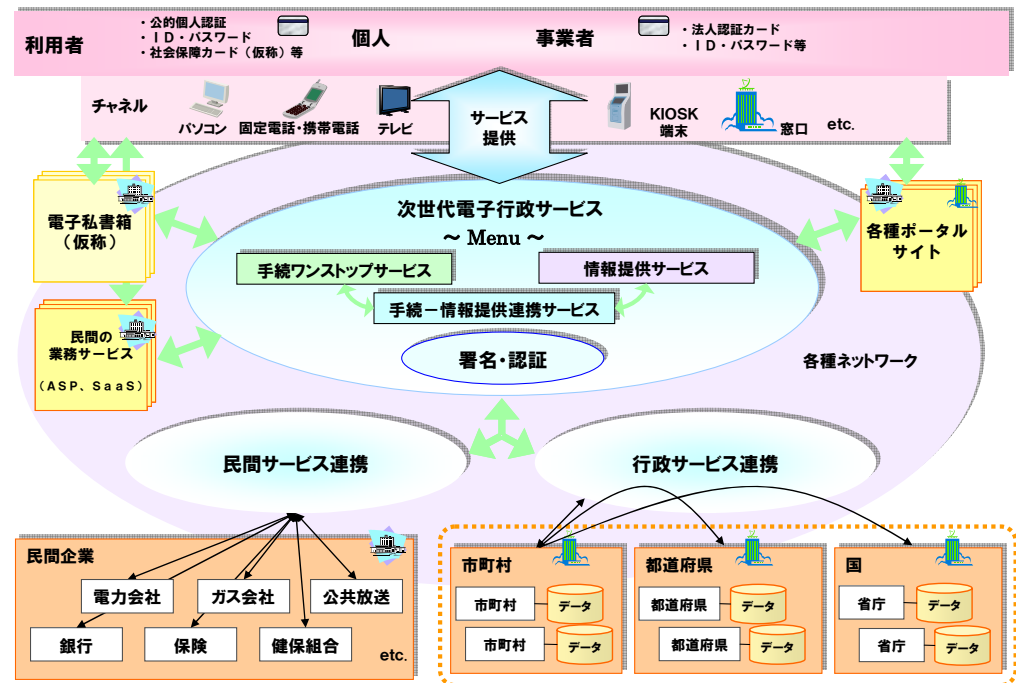 利用者
・公的個人認証
・ＩＤ・パスワード
・社会保障カード（仮称）等
個人
事業者
・法人認証カード
・ＩＤ・パスワード等
チャネル
パソコン
固定電話・携帯電話
テレビ
サービス
提供
KIOSK
端末
窓口
etc.
電子私書箱
（仮称）
次世代電子行政サービス
～ Menu ～
手続ワンストップサービス
情報提供サービス
手続－情報提供連携サービス
署名・認証
各種ポータル
サイト
民間の
業務サービス
（ＡＳＰ、ＳａａＳ）
各種ネットワーク
民間サービス連携
行政サービス連携
民間企業
電力会社
ガス会社
公共放送
銀行
保険
健保組合
etc.
市町村
市町村
データ
市町村
データ
都道府県
都道府県
データ
都道府県
データ
国
省庁
データ
省庁
データ